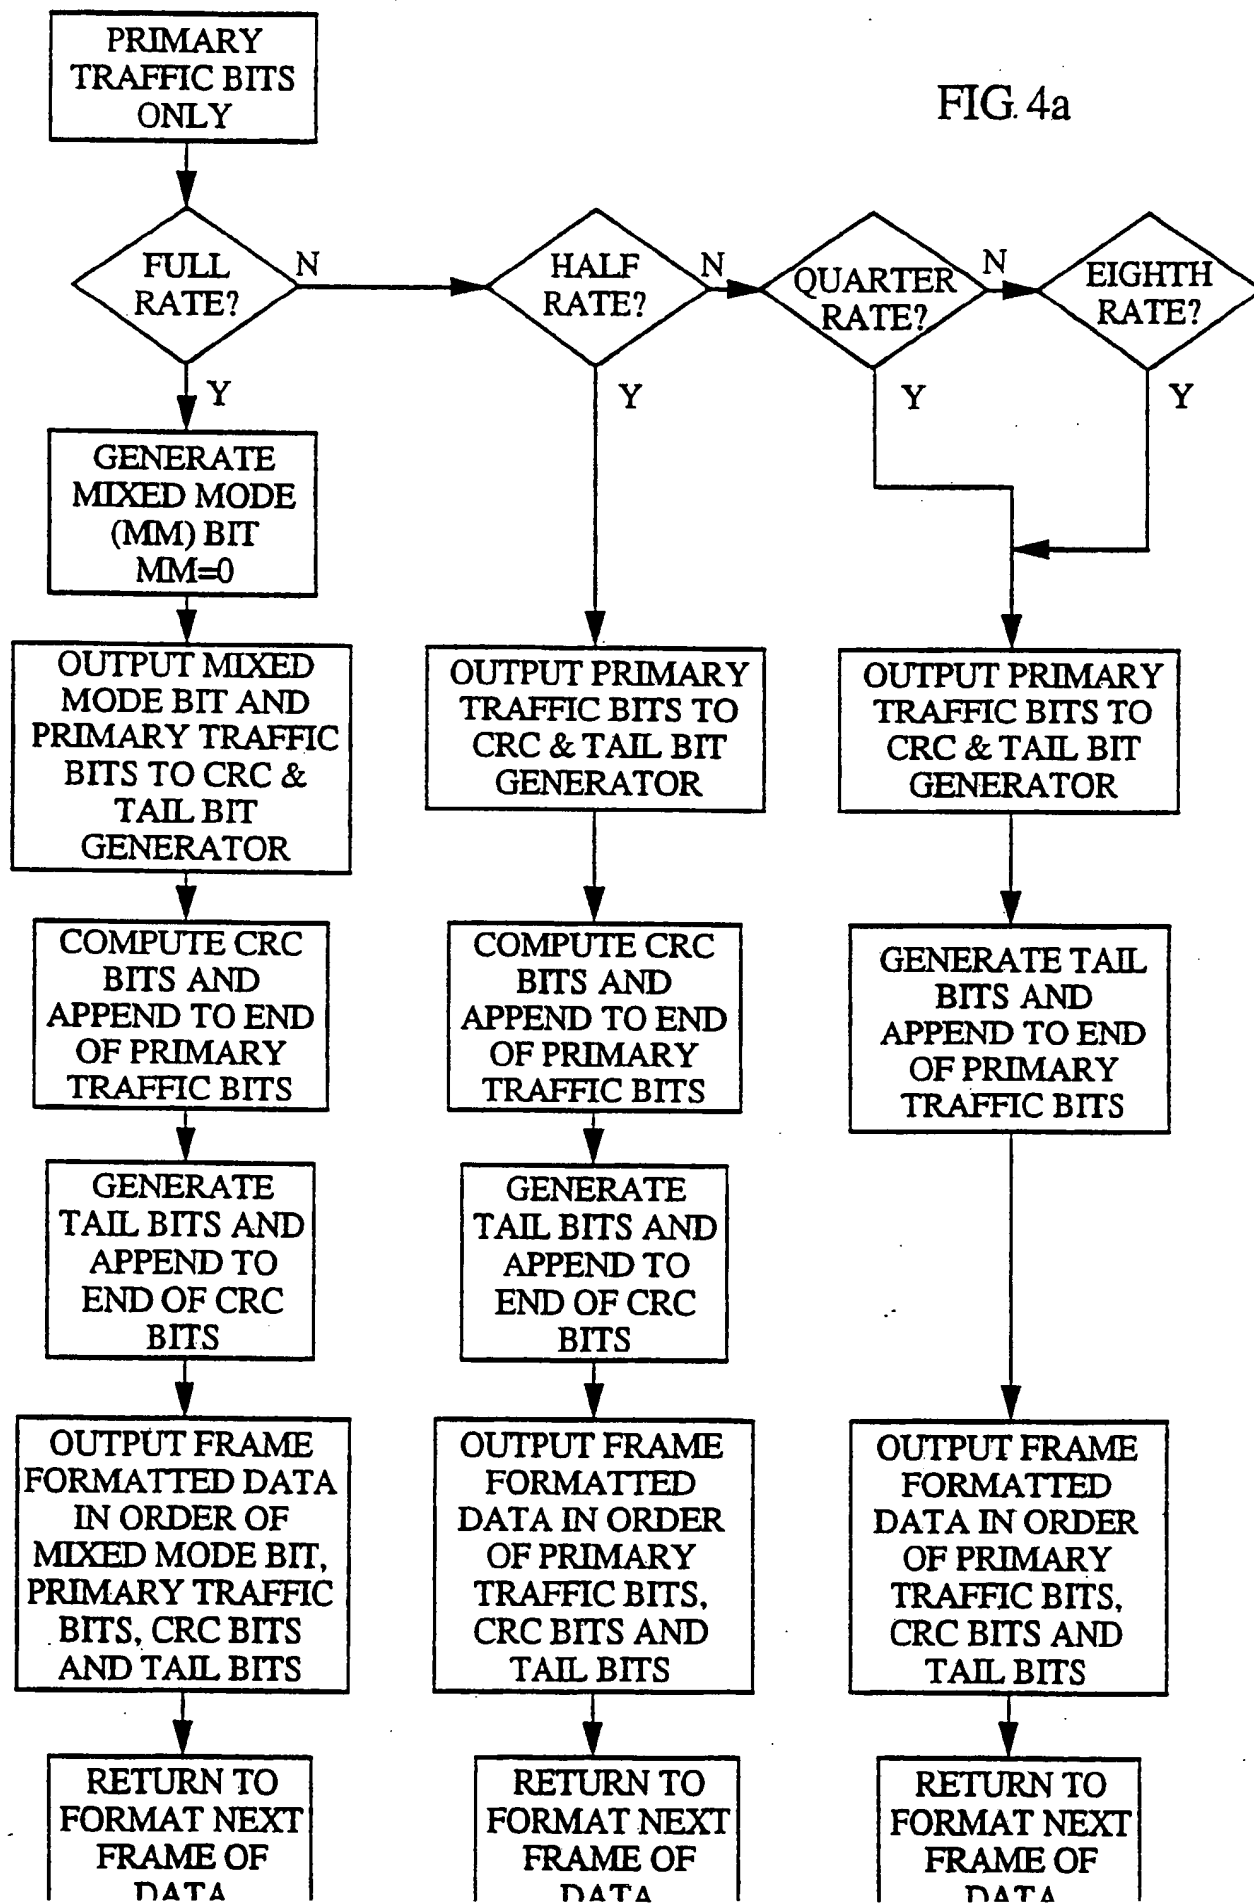 PRIMARY
TRAFFIC BITS
ONLY
FIG. 4a
FULL
RATE?
N
HALF
RATE?
N
QUARTER
RATE?
N
EIGHTH
RATE?
Y
Y
Y
Y
GENERATE
MIXED MODE
(MM) BIT
MM=0
OUTPUT MIXED
MODE BIT AND
PRIMARY TRAFFIC
BITS TO CRC &
TAIL BIT
GENERATOR
OUTPUT PRIMARY
TRAFFIC BITS TO
CRC & TAIL BIT
GENERATOR
OUTPUT PRIMARY
TRAFFIC BITS TO
CRC & TAIL BIT
GENERATOR
COMPUTE CRC
BITS AND
APPEND TO END
OF PRIMARY
TRAFFIC BITS
COMPUTE CRC
BITS AND
APPEND TO END
OF PRIMARY
TRAFFIC BITS
GENERATE TAIL
BITS AND
APPEND TO END
OF PRIMARY
TRAFFIC BITS
GENERATE
TAIL BITS AND
APPEND TO
END OF CRC
BITS
GENERATE
TAIL BITS AND
APPEND TO
END OF CRC
BITS
OUTPUT FRAME
FORMATTED DATA
IN ORDER OF
MIXED MODE BIT,
PRIMARY TRAFFIC
BITS, CRC BITS
AND TAIL BITS
OUTPUT FRAME
FORMATTED
DATA IN ORDER
OF PRIMARY
TRAFFIC BITS,
CRC BITS AND
TAIL BITS
OUTPUT FRAME
FORMATTED
DATA IN ORDER
OF PRIMARY
TRAFFIC BITS,
CRC BITS AND
TAIL BITS
RETURN TO
FORMAT NEXT
FRAME OF
DATA
RETURN TO
FORMAT NEXT
FRAME OF
DATA
RETURN TO
FORMAT NEXT
FRAME OF
DATA